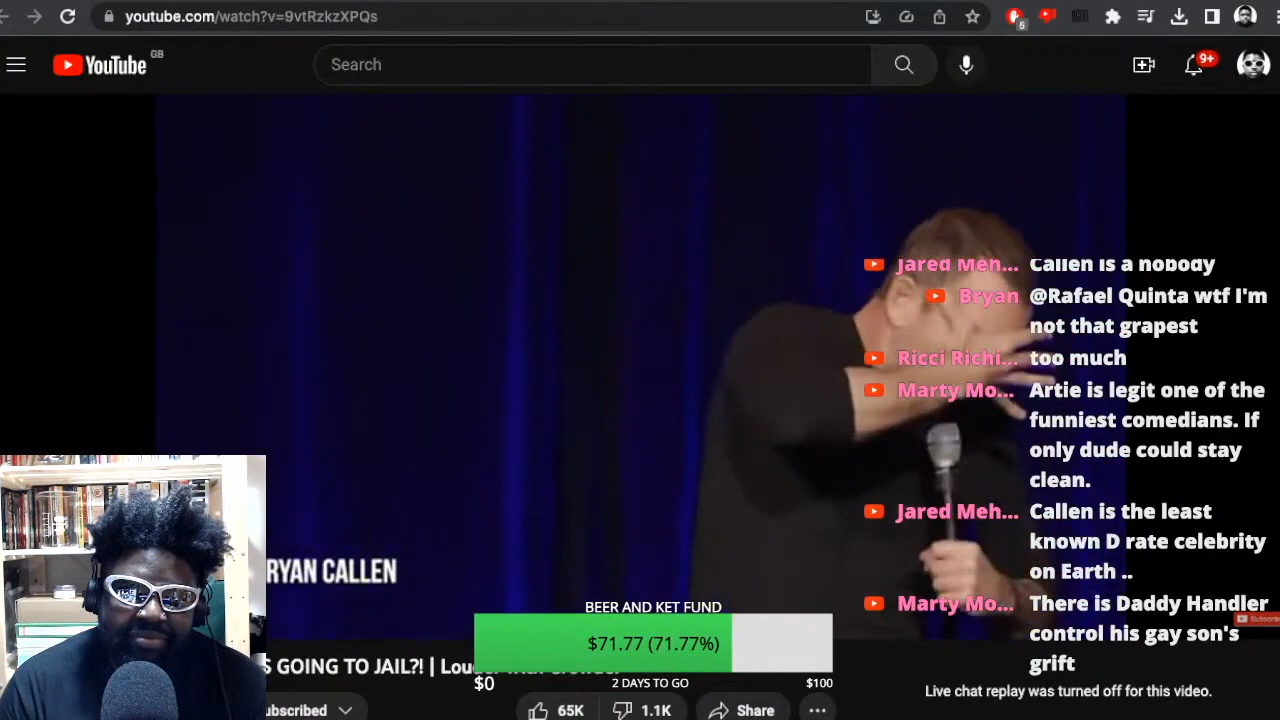 youtube.com/watch?v=9vtRzkzXPQs
5
YouTube
GB
Search
9+
Jared Meh... Callen is a nobody
Bryan @Rafael Quinta wtf I'm
not that grapest
Ricci Richi... too much
Marty Mo... Artie is legit one of the
funniest comedians. If
only dude could stay
clean.
Jared Meh... Callen is the least
known D rate celebrity
on Earth ..
Marty Mo... There is Daddy Handler
control his gay son's
grift
RYAN CALLEN
BEER AND KET FUND
$71.77 (71.77%)
$0
2 DAYS TO GO
$100
S GOING TO JAIL?! |
Live chat replay was turned off for this video.
ubscribed
65K
1.1K
Share